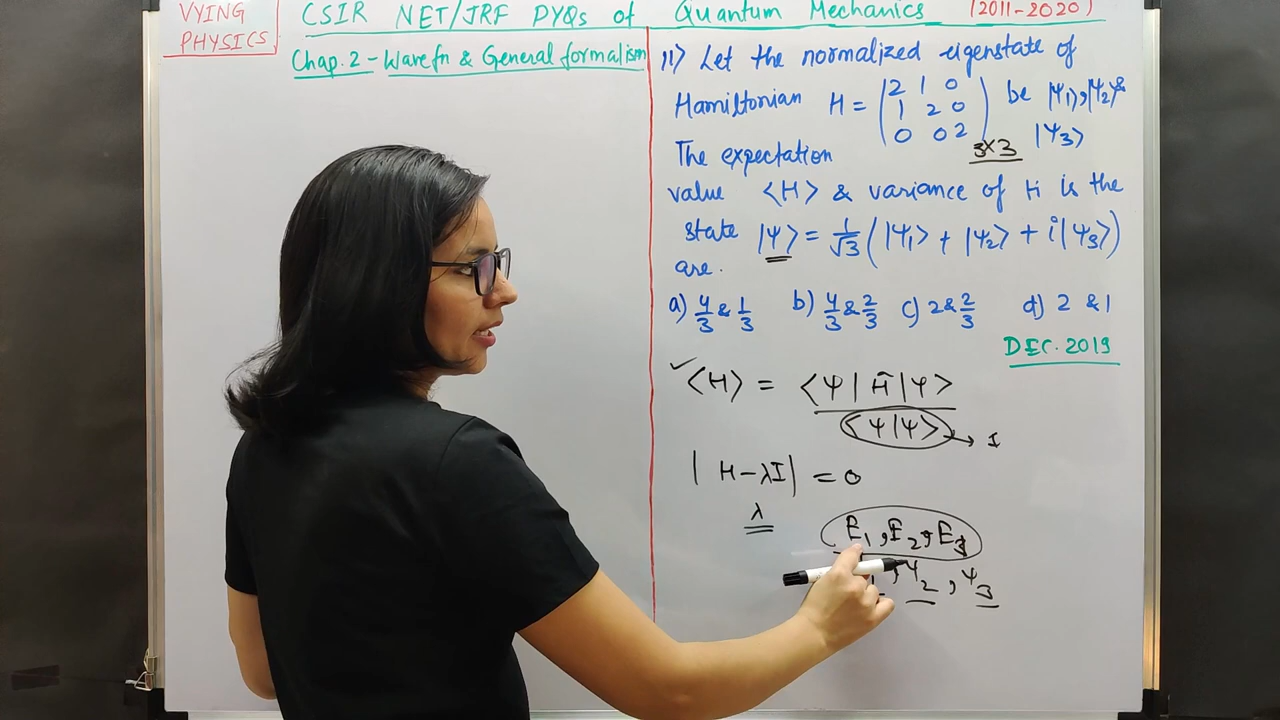 VYING PHYSICS
CSIR NET/JRF PYQs of Quantum Mechanics (2011-2020)
Chap. 2 - Wavefn & General formalism
11) Let the normalized eigenstate of
Hamiltonian H = (2 1 0
1 2 0
0 0 2) be |Ψ1⟩, |Ψ2⟩ &
3×3 |Ψ3⟩
The expectation
value ⟨H⟩ & variance of H is the
state |Ψ⟩ = 1/√3 (|Ψ1⟩ + |Ψ2⟩ + i|Ψ3⟩)
are.
a) 4/3 & 1/3 b) 4/3 & 2/3 c) 2 & 2/3 d) 2 & 1
DEC. 2019
✓⟨H⟩ = ⟨Ψ|Ĥ|Ψ⟩
⟨Ψ|Ψ⟩ → 1
|H-λI| = 0
λ
E1, E2, E3
, Ψ2, Ψ3